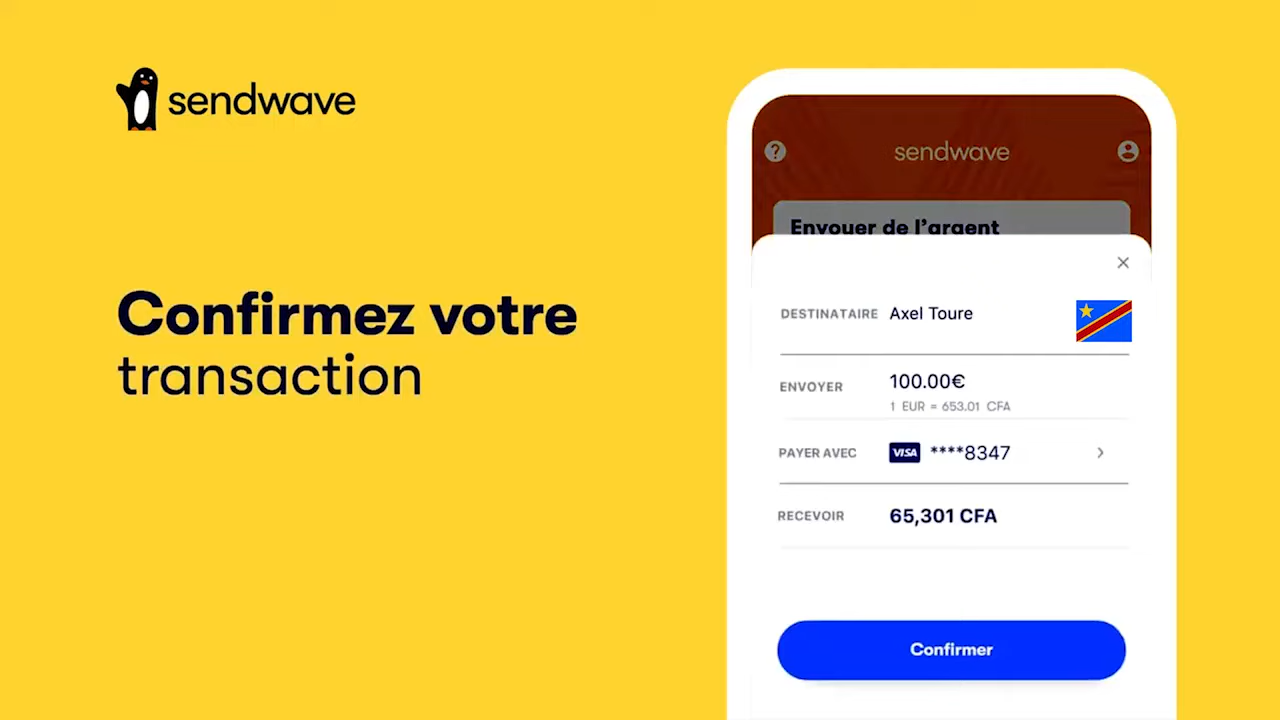 sendwave
Confirmez votre
transaction
sendwave
Envoyer de l'argent
DESTINATAIRE Axel Toure
ENVOYER 100.00€
1 EUR = 653.01 CFA
PAYER AVEC VISA ****8347
RECEVOIR 65,301 CFA
Confirmer